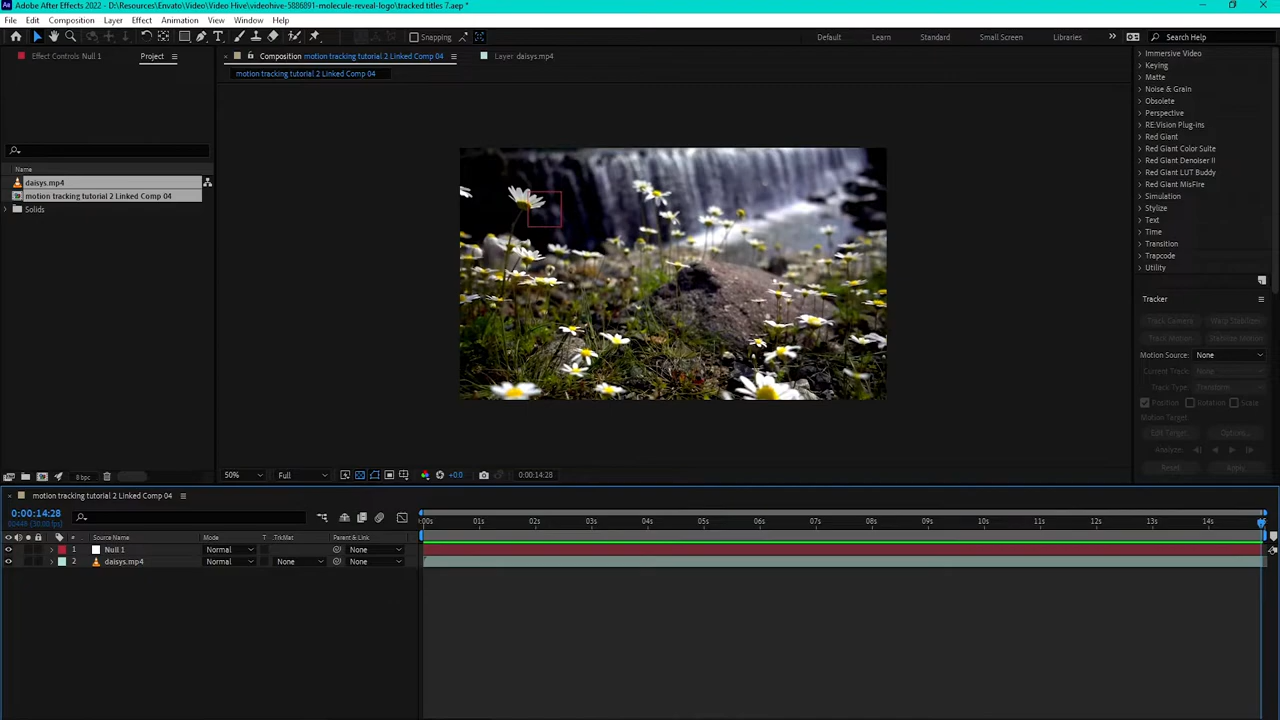 Adobe After Effects 2022 - D:\Resources\Envato\Video\Video Hive\videohive-5886891-molecule-reveal-logo\tracked titles 7.aep *
File Edit Composition Layer Effect Animation View Window Help
Snapping Default Learn Standard Small Screen Libraries Search Help
Effect Controls Null 1 Project Composition motion tracking tutorial 2 Linked Comp 04 Layer daisys.mp4
motion tracking tutorial 2 Linked Comp 04
Name
daisys.mp4
motion tracking tutorial 2 Linked Comp 04
Solids
Immersive Video
Keying
Matte
Noise & Grain
Obsolete
Perspective
RE:Vision Plug-ins
Red Giant
Red Giant Color Suite
Red Giant Denoiser II
Red Giant LUT Buddy
Red Giant MisFire
Simulation
Stylize
Text
Time
Transition
Trapcode
Utility
Tracker
Track Camera Warp Stabilizer
Track Motion Stabilize Motion
Motion Source: None
Current Track: None
Track Type: Transform
Position Rotation Scale
Motion Target:
Edit Target... Options...
Analyze:
Reset Apply
8 bpc 50% Full +0.0 0:00:14:28
motion tracking tutorial 2 Linked Comp 04
0:00:14:28
00448 (30.00 fps)
:00s 01s 02s 03s 04s 05s 06s 07s 08s 09s 10s 11s 12s 13s 14s
# Source Name Mode T TrkMat Parent & Link
1 Null 1 Normal None
2 daisys.mp4 Normal None None